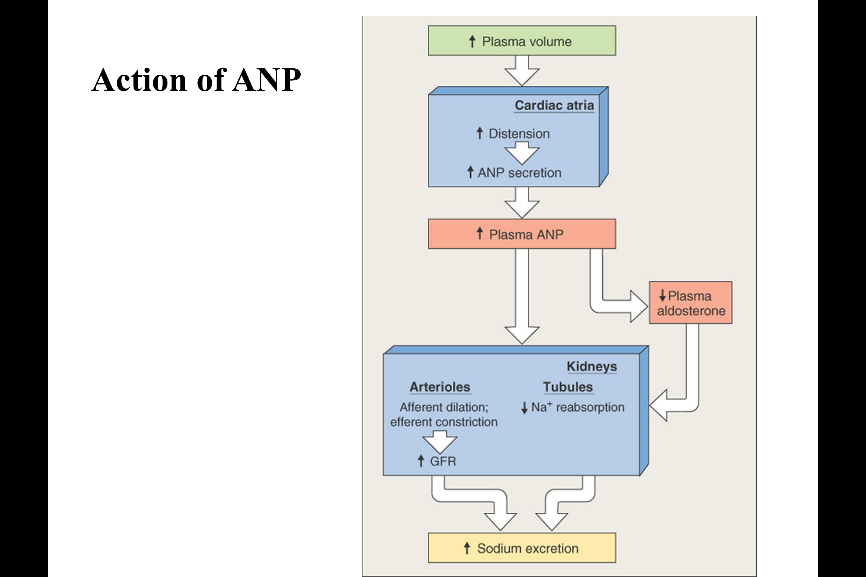 Action of ANP
↑ Plasma volume
Cardiac atria
↑ Distension
↑ ANP secretion
↑ Plasma ANP
↓ Plasma
aldosterone
Kidneys
Arterioles
Afferent dilation;
efferent constriction
↑ GFR
Tubules
↓ Na⁺ reabsorption
↑ Sodium excretion